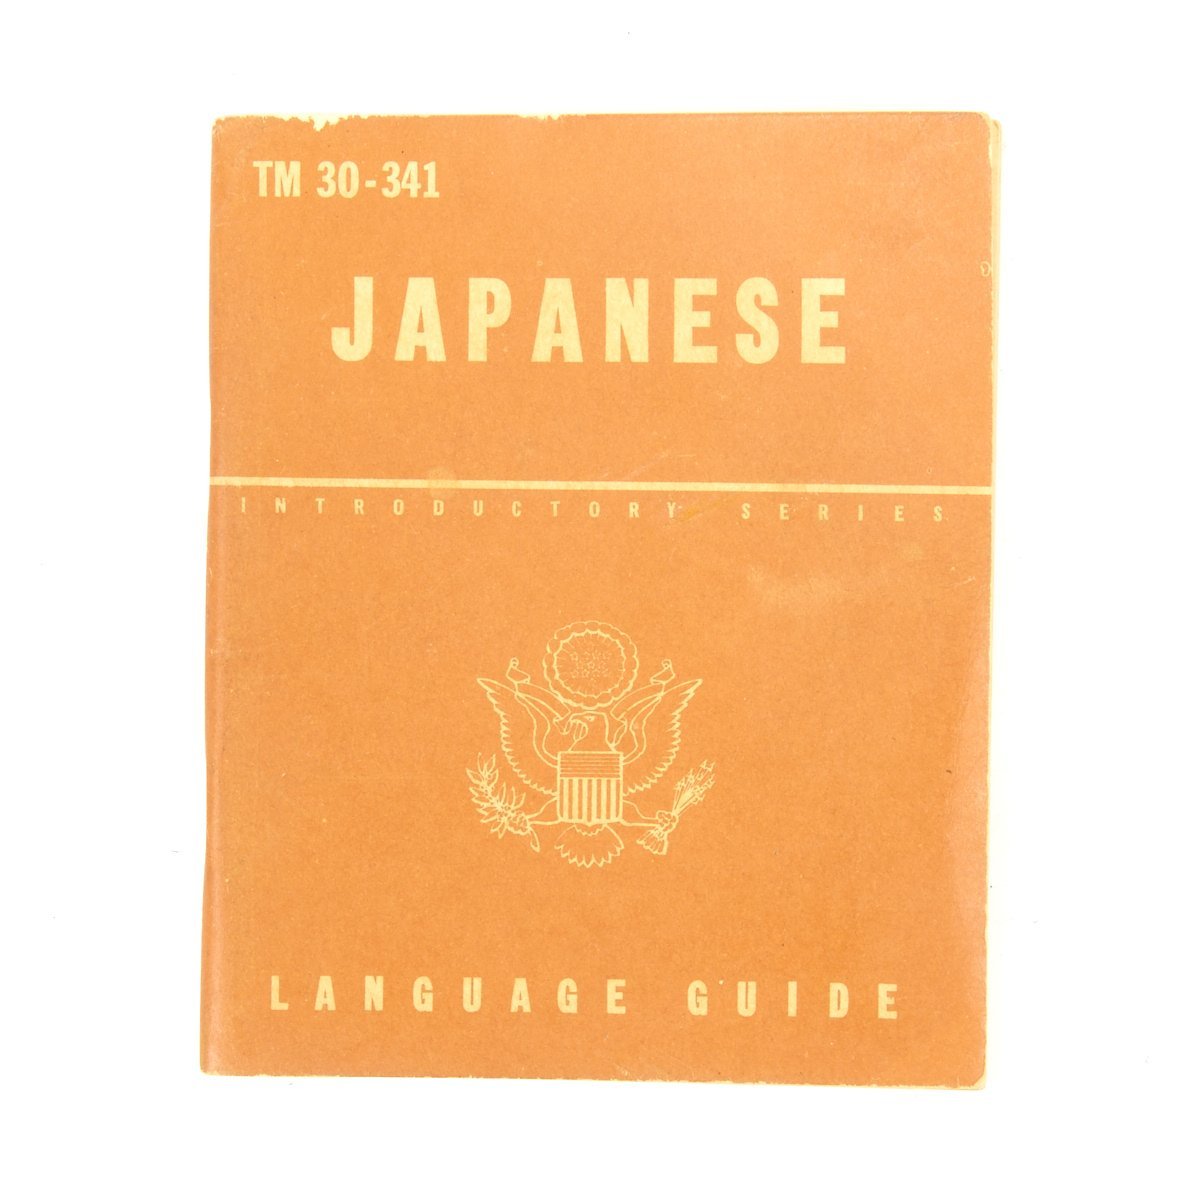 TM 30-341
JAPANESE
INTRODUCTORY SERIES
LANGUAGE GUIDE